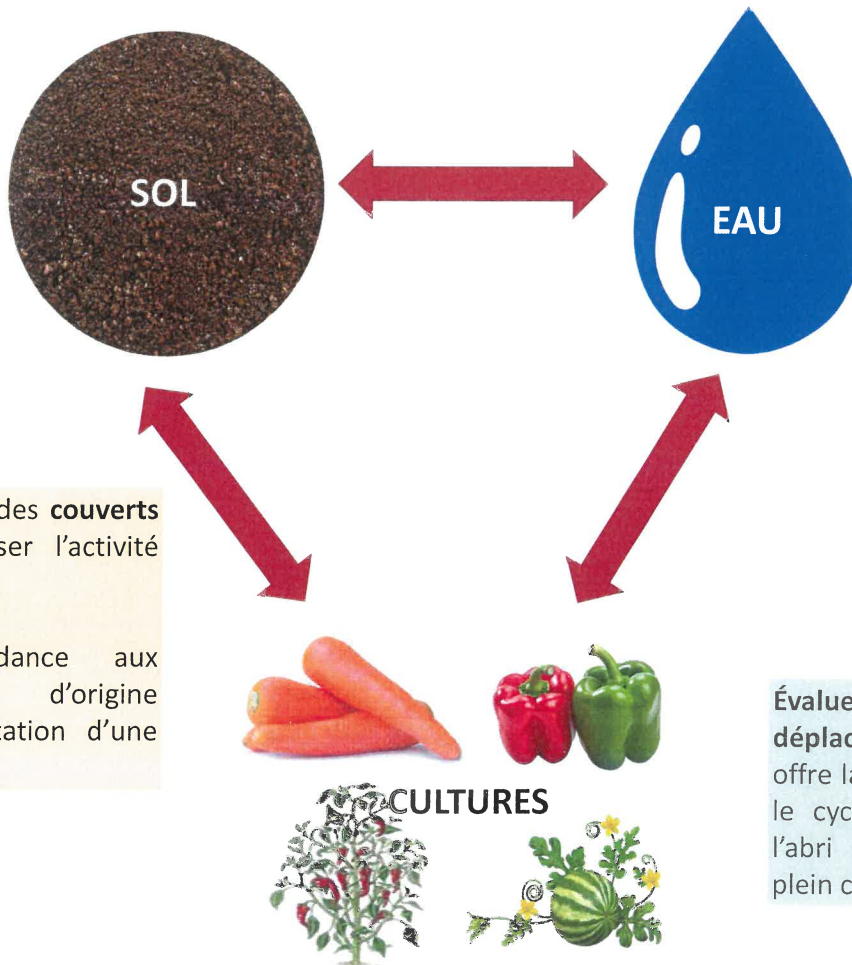 SOL
EAU
des couverts
ser l'activité
dance aux
d'origine
tation d'une
CULTURES
Évalue
déplac
offre la
le cyc
l'abri
plein c